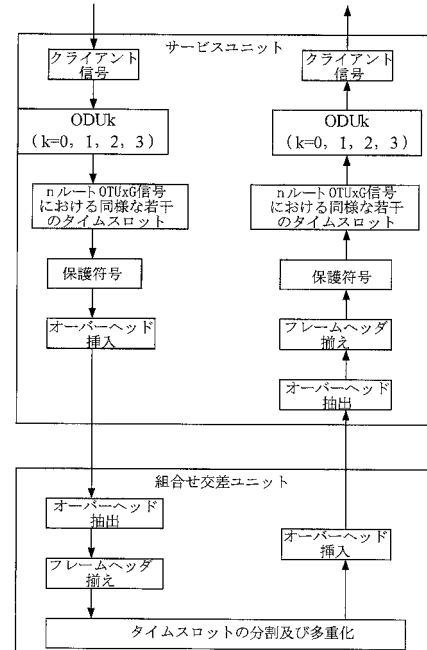 サービスユニット
クライアント
信号
ODUk
(k=0, 1, 2, 3)
nルートOTUxG信号
における同様な若干
のタイムスロット
保護符号
オーバーヘッド
挿入
クライアント
信号
ODUk
(k=0, 1, 2, 3)
nルートOTUxG信号
における同様な若干
のタイムスロット
保護符号
フレームヘッダ
揃え
オーバーヘッド
抽出
組合せ交差ユニット
オーバーヘッド
抽出
フレームヘッダ
揃え
オーバーヘッド
挿入
タイムスロットの分割及び多重化